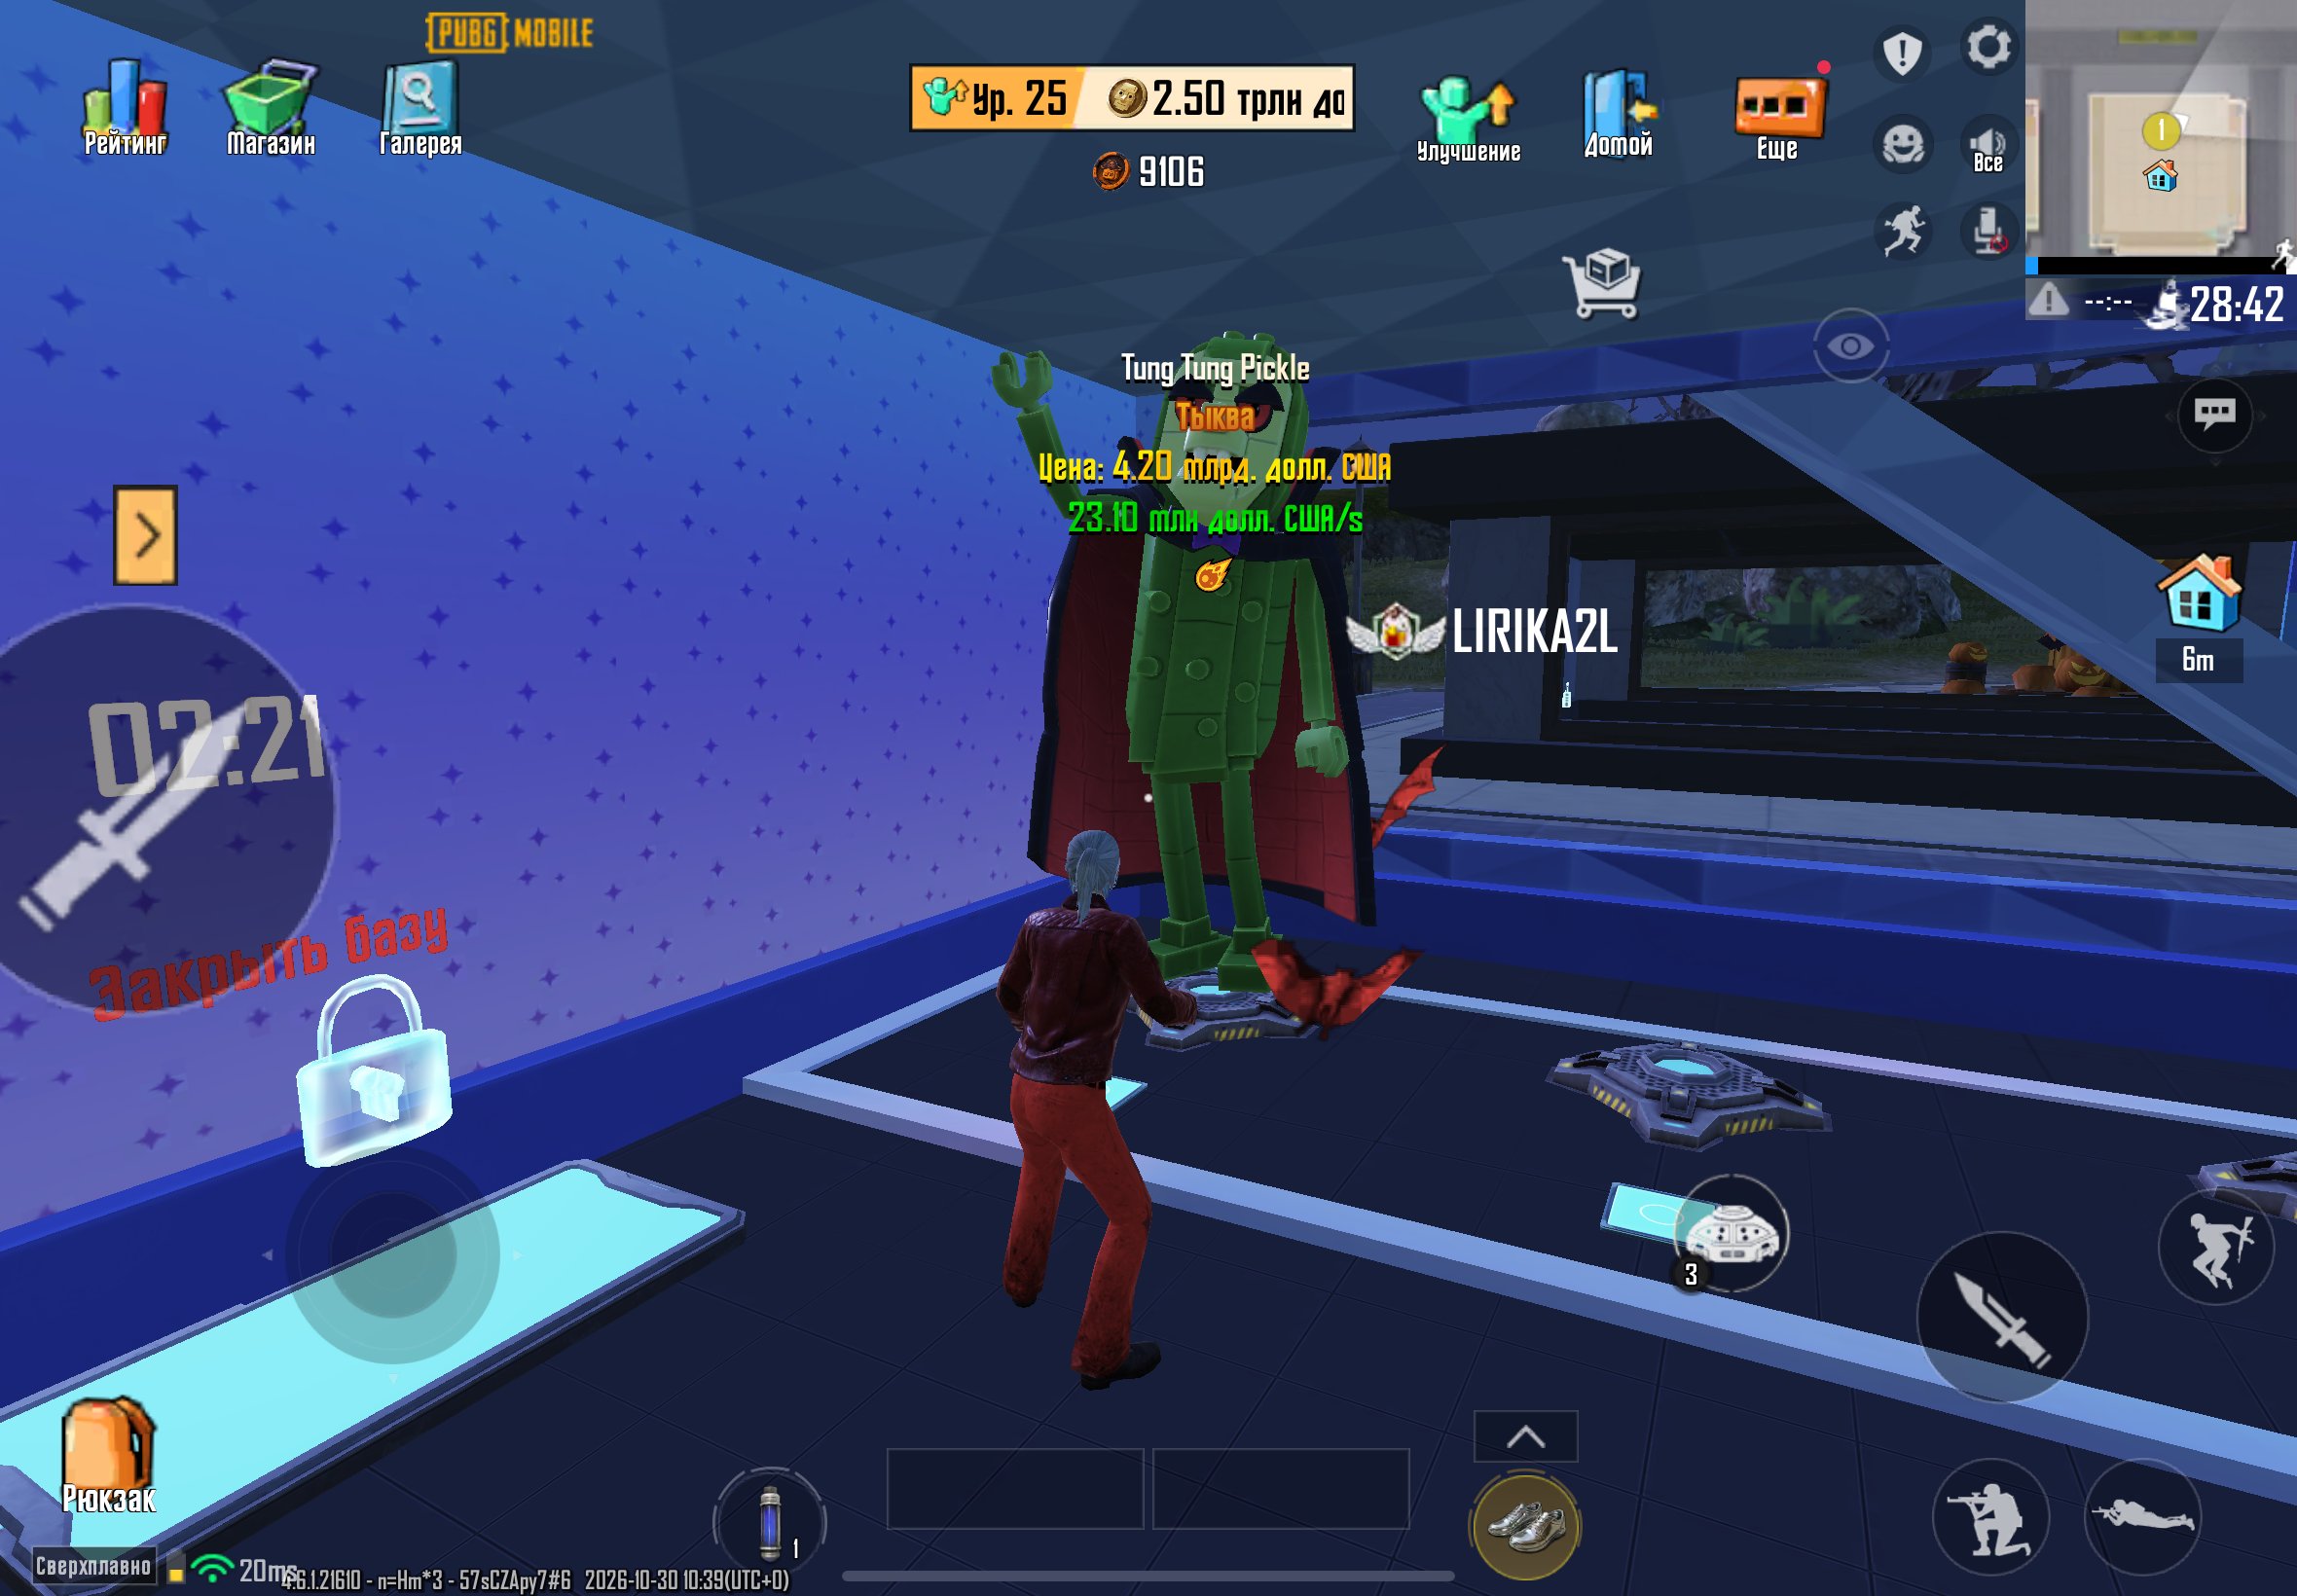 PUBG MOBILE
Рейтинг
Магазин
Галерея
Ур. 25
2.50 трлн до
9106
Улучшение
Домой
Еще
Все
1
--:--
28:42
Tung Tung Pickle
Тыква
Цена: 4.20 млрд. долл. США
23.10 млн долл. США/s
LIRIKA2L
6m
02:21
Закрыть базу
3
Рюкзак
1
Сверхплавно
20ms
4.6.1.21610 - n=Hm*3 - 57sCZApy7#6 2026-10-30 10:39(UTC+0)